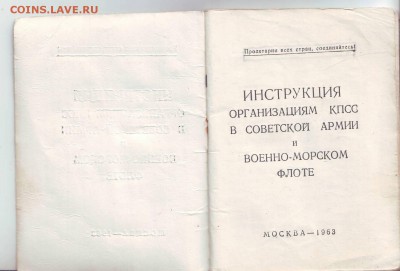 COINS.LAVE.RU
Пролетарии всех стран, соединяйтесь!
ИНСТРУКЦИЯ
ОРГАНИЗАЦИЯМ КПСС
В СОВЕТСКОЙ АРМИИ
И
ВОЕННО-МОРСКОМ
ФЛОТЕ
МОСКВА—1963